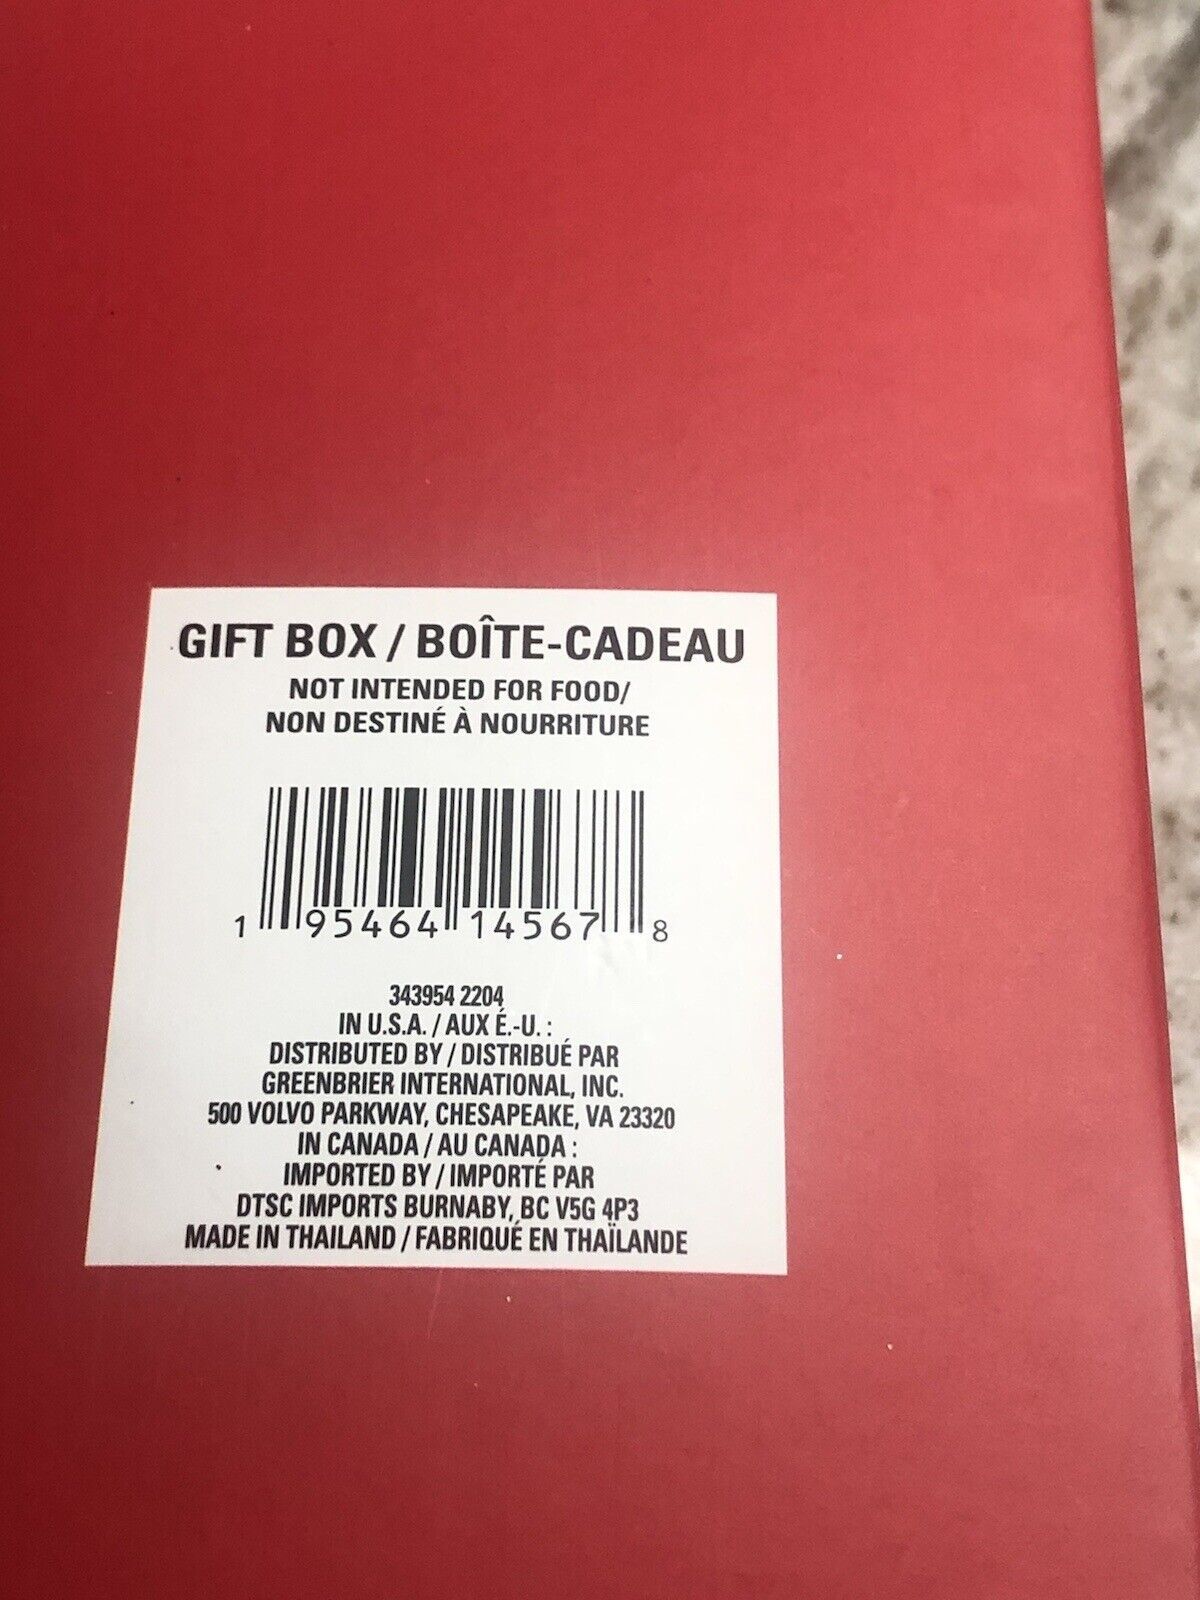 GIFT BOX / BOÎTE-CADEAU
NOT INTENDED FOR FOOD/
NON DESTINÉ À NOURRITURE
1 95464 14567 8
343954 2204
IN U.S.A. / AUX É.-U. :
DISTRIBUTED BY / DISTRIBUÉ PAR
GREENBRIER INTERNATIONAL, INC.
500 VOLVO PARKWAY, CHESAPEAKE, VA 23320
IN CANADA / AU CANADA :
IMPORTED BY / IMPORTÉ PAR
DTSC IMPORTS BURNABY, BC V5G 4P3
MADE IN THAILAND / FABRIQUÉ EN THAÏLANDE